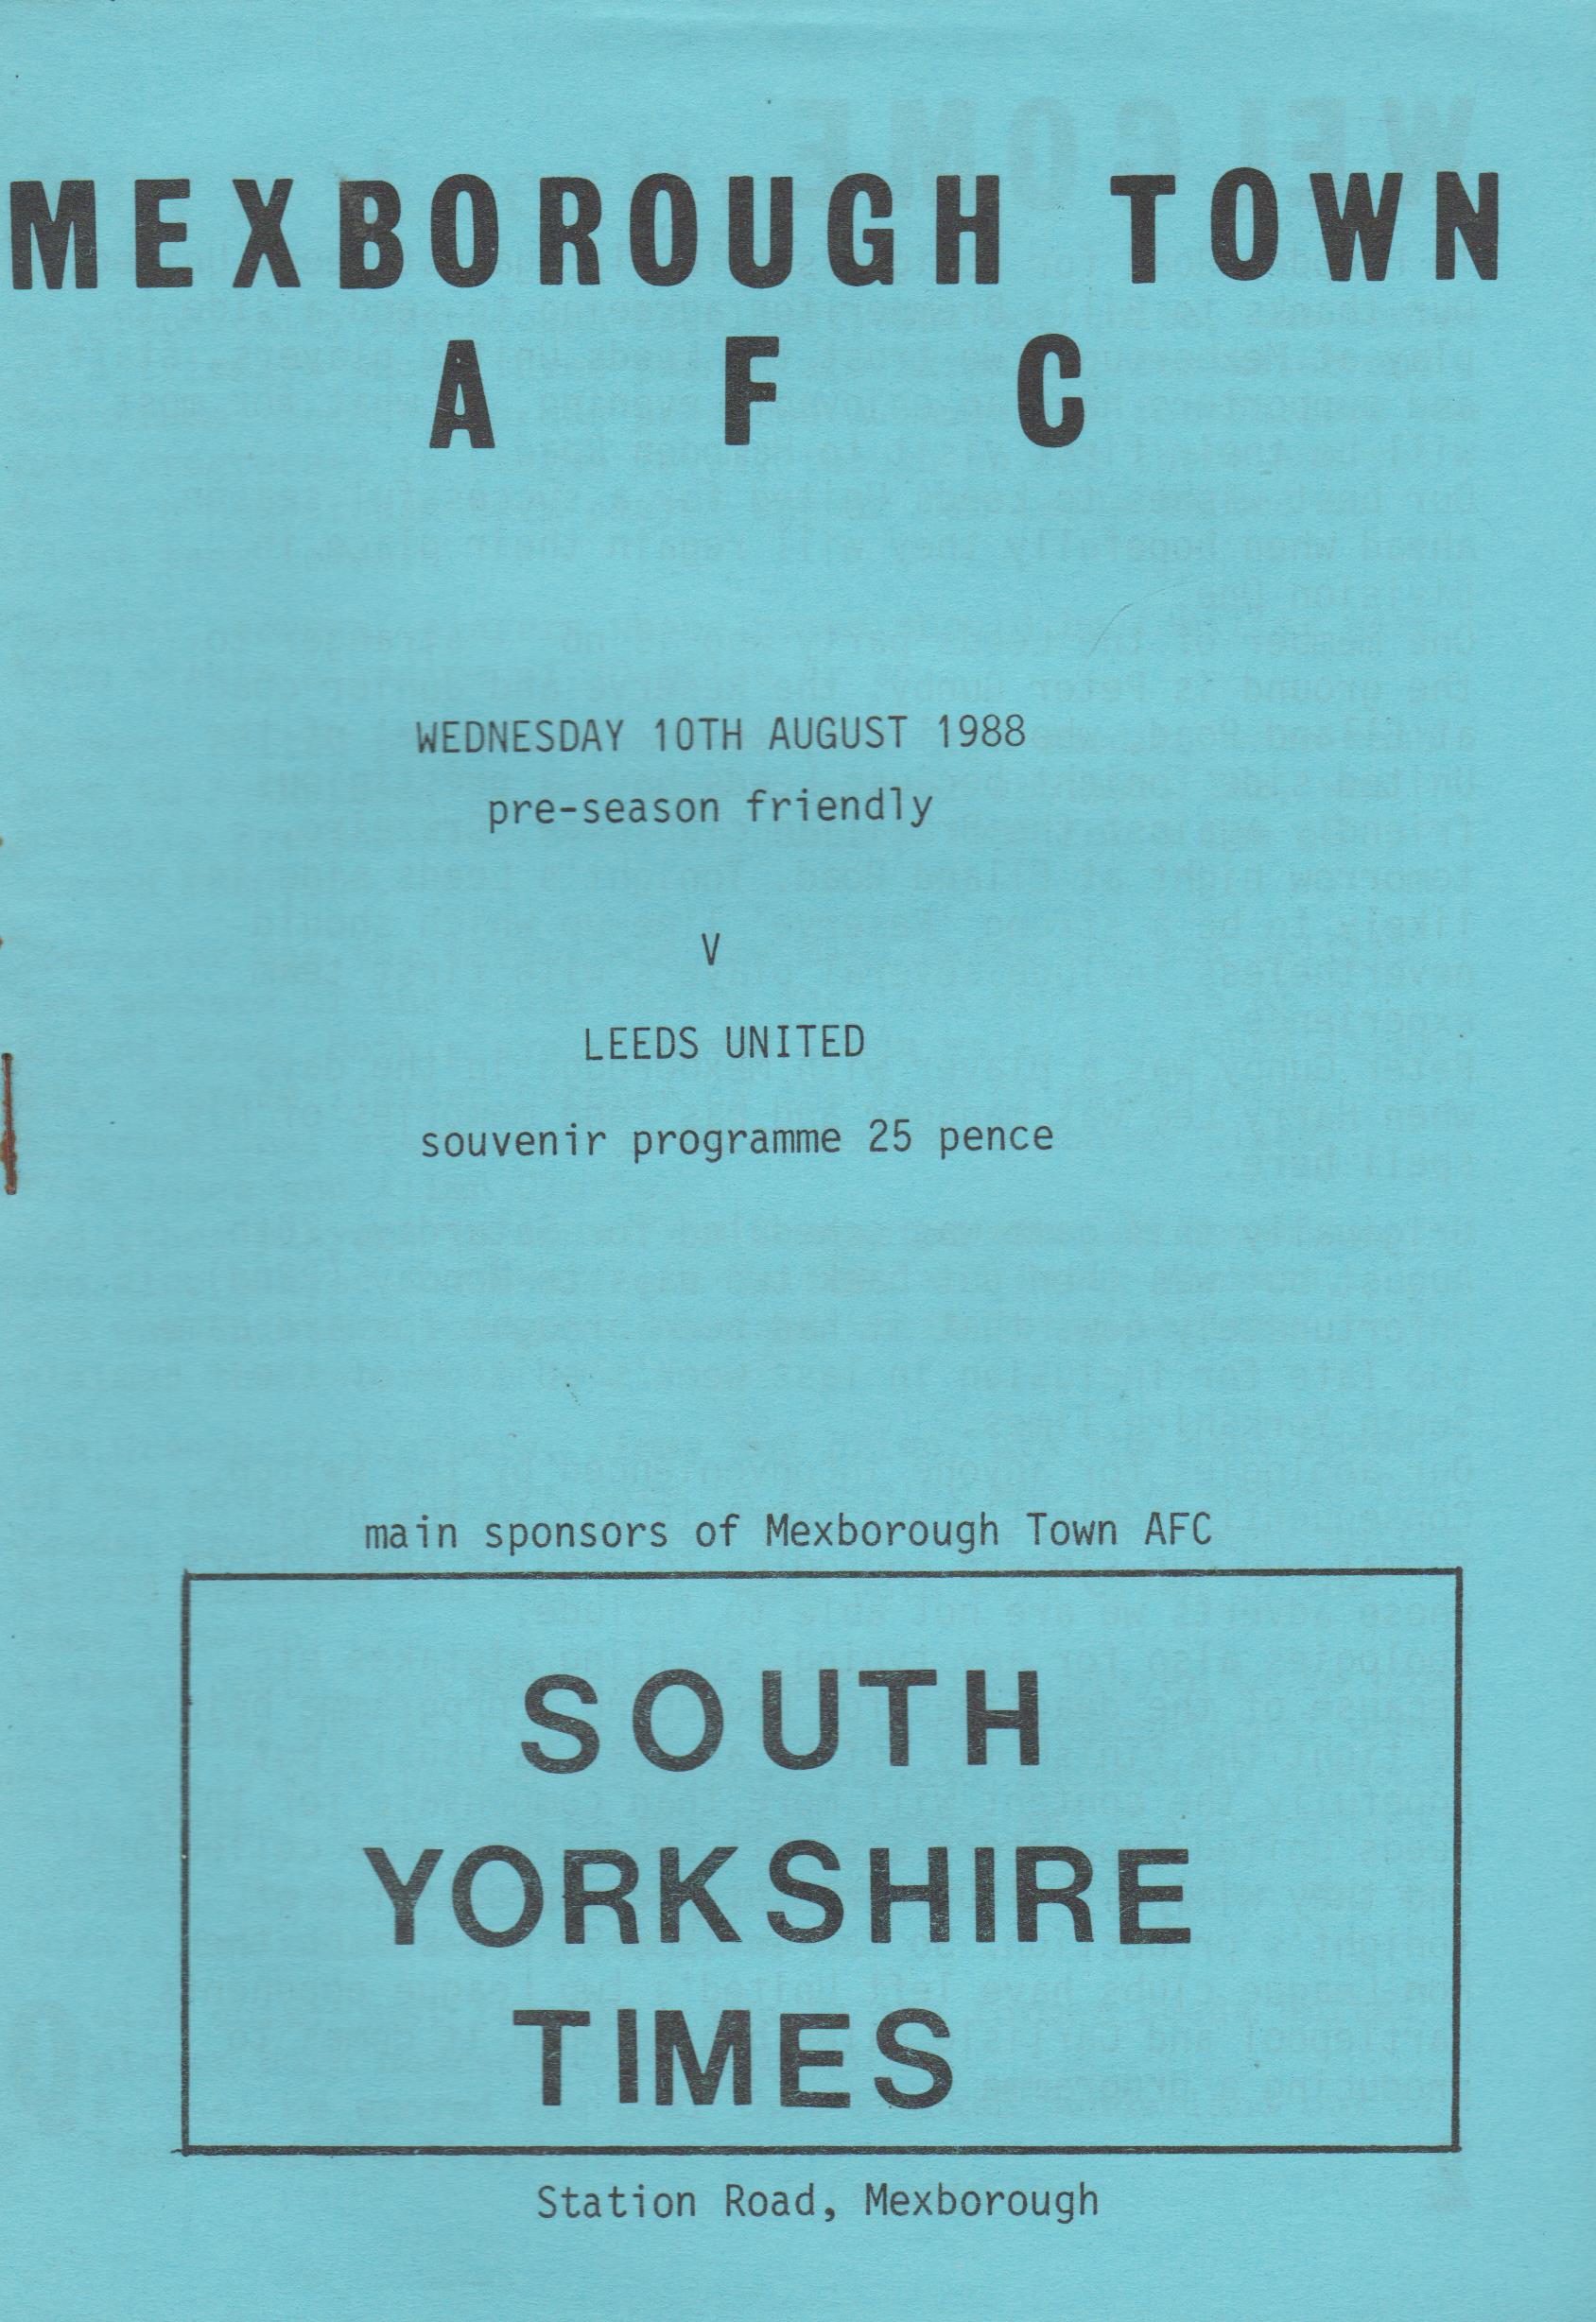 MEXBOROUGH TOWN
A F C
WEDNESDAY 10TH AUGUST 1988
pre-season friendly
V
LEEDS UNITED
souvenir programme 25 pence
main sponsors of Mexborough Town AFC
SOUTH
YORKSHIRE
TIMES
Station Road, Mexborough